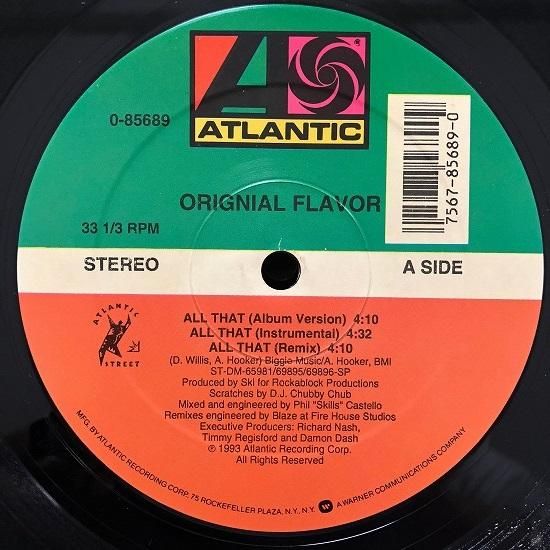 ATLANTIC
0-85689
7567-85689-0
ORIGNIAL FLAVOR
33 1/3 RPM
STEREO
A SIDE
ATLANTIC
STREET
ALL THAT (Album Version) 4:10
ALL THAT (Instrumental) 4:32
ALL THAT (Remix) 4:10
(D. Willis, A. Hooker) Biggie Music/A. Hooker, BMI
ST-DM-65981/69895/69896-SP
Produced by Ski for Rockablock Productions
Scratches by D.J. Chubby Chub
Mixed and engineered by Phil "Skills" Castello
Remixes engineered by Blaze at Fire House Studios
Executive Producers: Richard Nash,
Timmy Regisford and Damon Dash
℗ 1993 Atlantic Recording Corp.
All Rights Reserved
MFG. BY ATLANTIC RECORDING CORP. 75 ROCKEFELLER PLAZA, N.Y., N.Y. A WARNER COMMUNICATIONS COMPANY